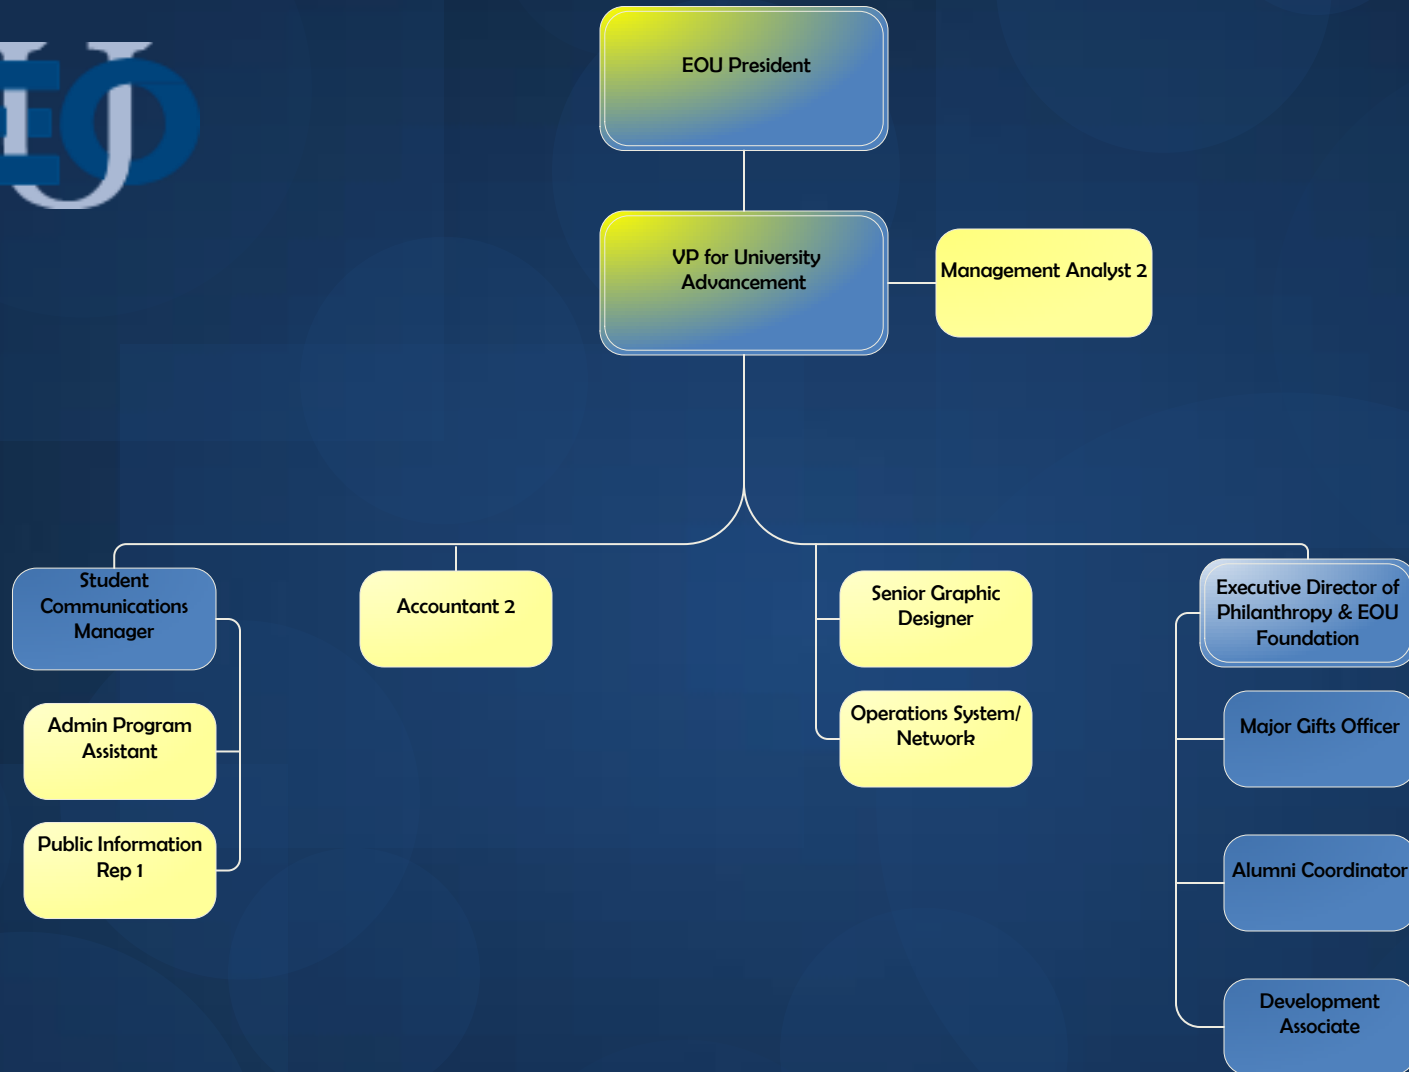 EOU
EOU President
VP for University
Advancement
Management Analyst 2
Student
Communications
Manager
Accountant 2
Senior Graphic
Designer
Executive Director of
Philanthropy & EOU
Foundation
Admin Program
Assistant
Operations System/
Network
Major Gifts Officer
Public Information
Rep 1
Alumni Coordinator
Development
Associate